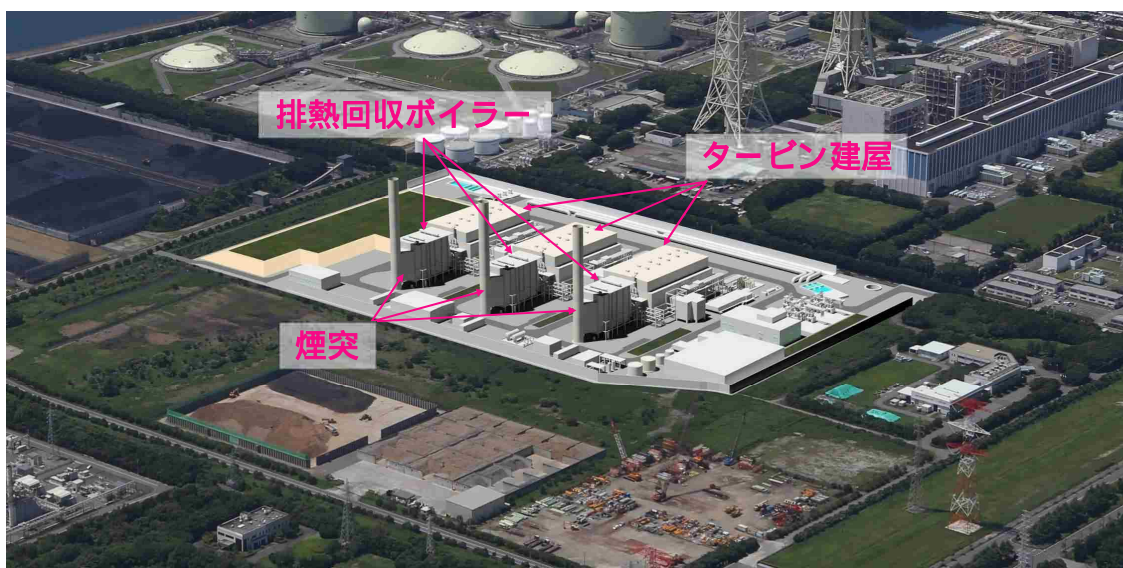 排熱回収ボイラー
タービン建屋
煙突